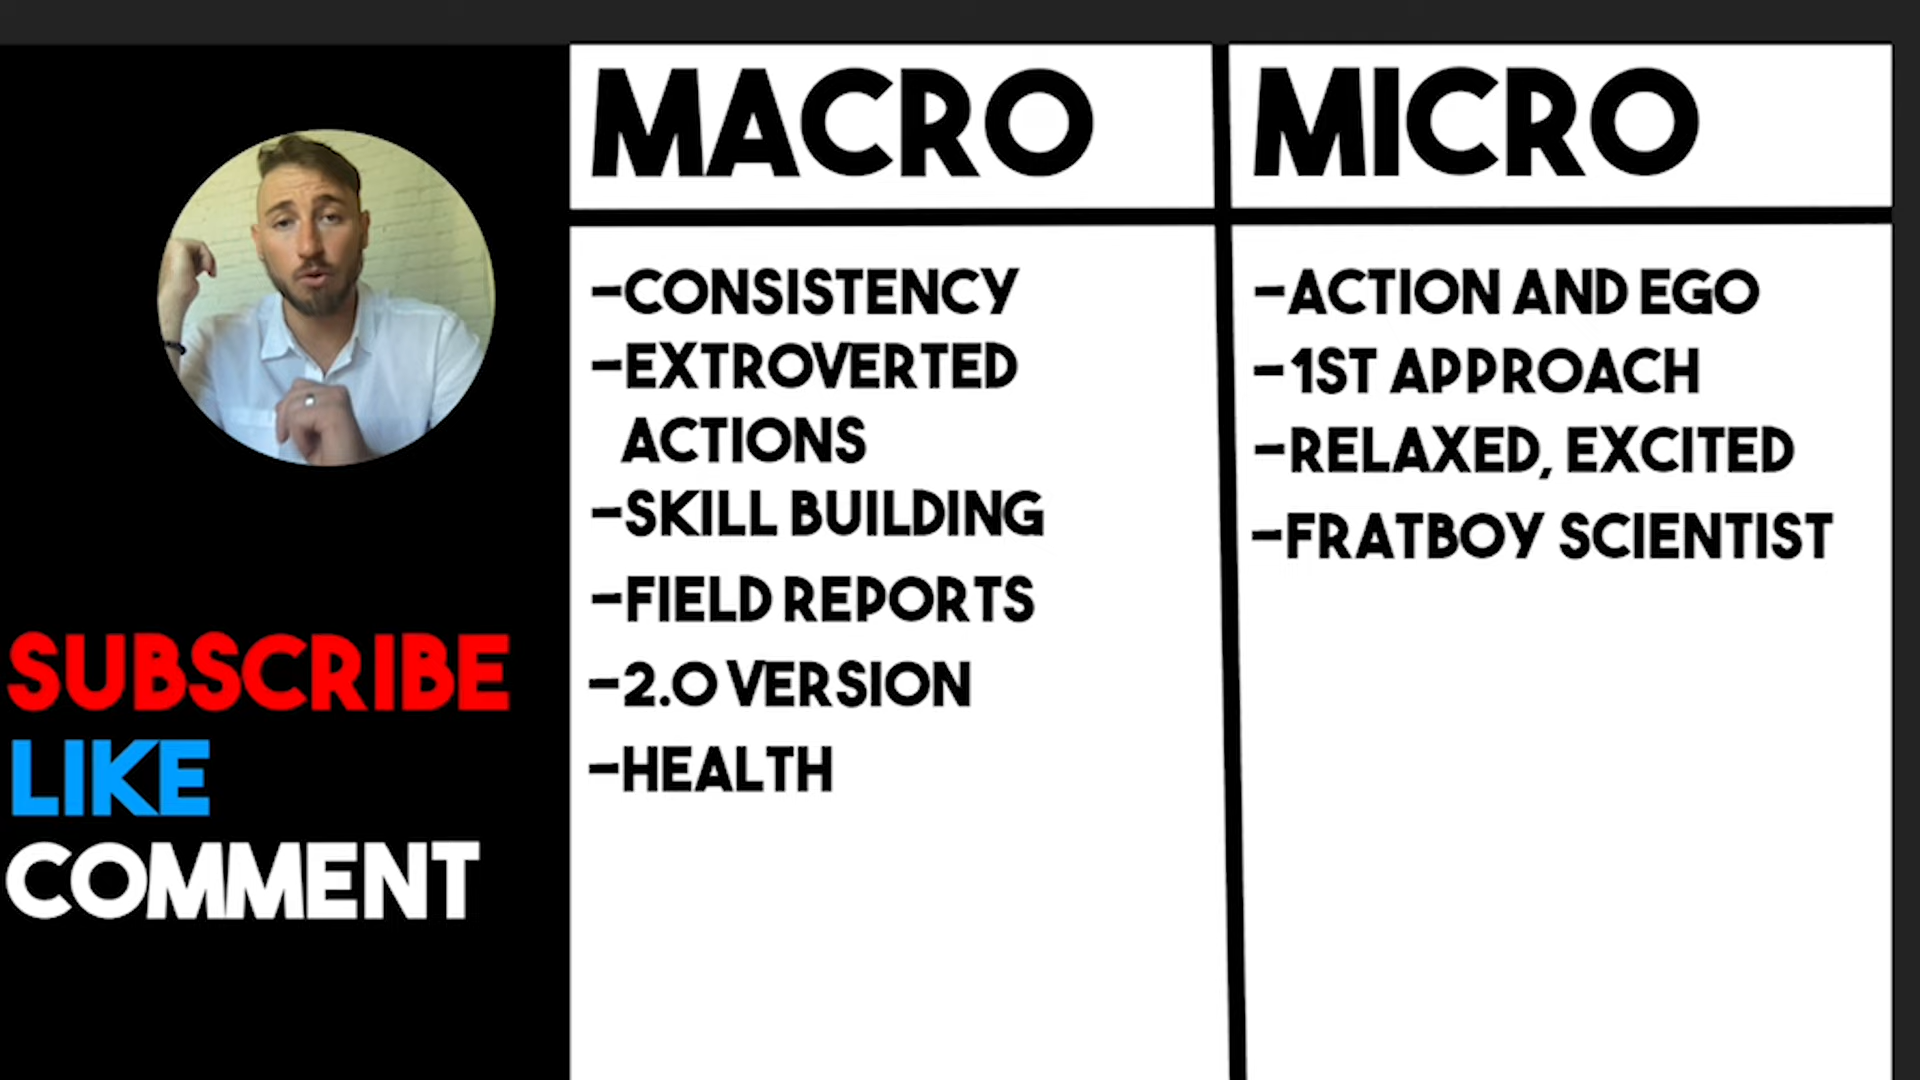 MACRO
MICRO
-CONSISTENCY
-EXTROVERTED
ACTIONS
-SKILL BUILDING
-FIELD REPORTS
-2.0 VERSION
-HEALTH
-ACTION AND EGO
-1ST APPROACH
-RELAXED, EXCITED
-FRATBOY SCIENTIST
SUBSCRIBE
LIKE
COMMENT